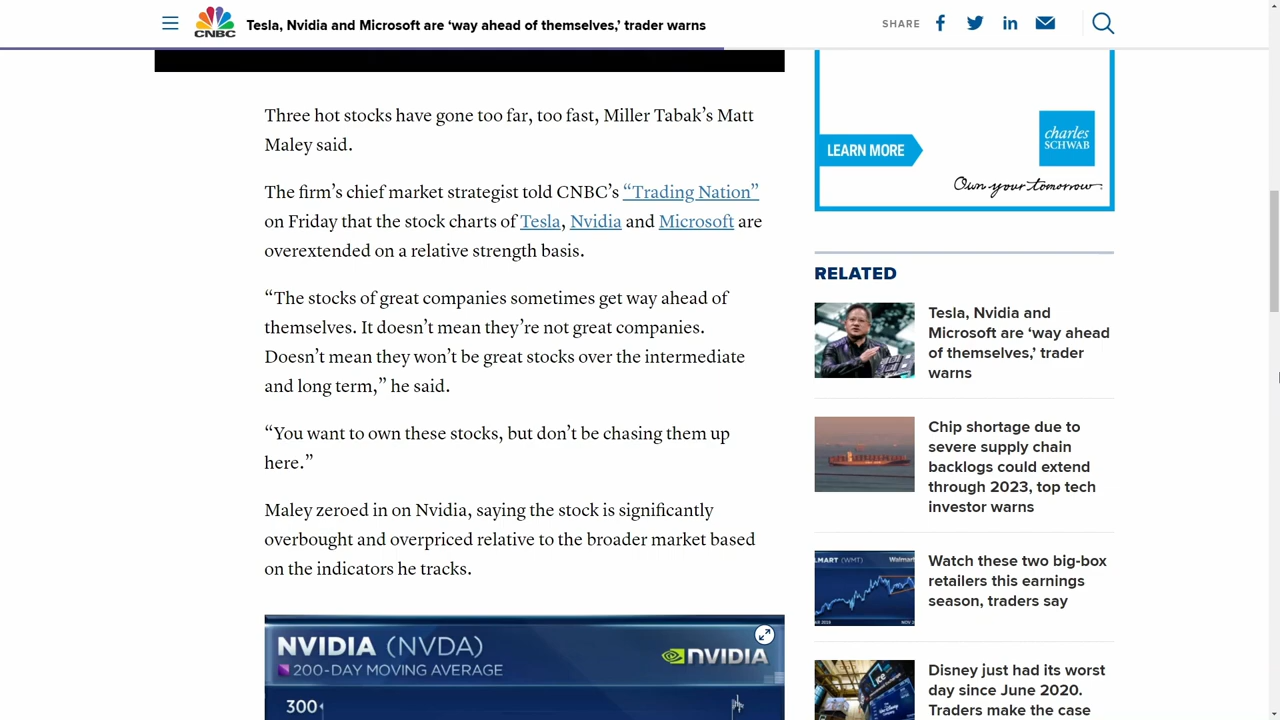 CNBC
Tesla, Nvidia and Microsoft are ‘way ahead of themselves,’ trader warns
SHARE
Three hot stocks have gone too far, too fast, Miller Tabak’s Matt
Maley said.
The firm’s chief market strategist told CNBC’s “Trading Nation”
on Friday that the stock charts of Tesla, Nvidia and Microsoft are
overextended on a relative strength basis.
“The stocks of great companies sometimes get way ahead of
themselves. It doesn’t mean they’re not great companies.
Doesn’t mean they won’t be great stocks over the intermediate
and long term,” he said.
“You want to own these stocks, but don’t be chasing them up
here.”
Maley zeroed in on Nvidia, saying the stock is significantly
overbought and overpriced relative to the broader market based
on the indicators he tracks.
NVIDIA (NVDA)
200-DAY MOVING AVERAGE
NVIDIA
300
LEARN MORE
charles
SCHWAB
Own your tomorrow
RELATED
Tesla, Nvidia and
Microsoft are ‘way ahead
of themselves,’ trader
warns
Chip shortage due to
severe supply chain
backlogs could extend
through 2023, top tech
investor warns
LMART (WMT) Walmart
Watch these two big-box
retailers this earnings
season, traders say
Disney just had its worst
day since June 2020.
Traders make the case